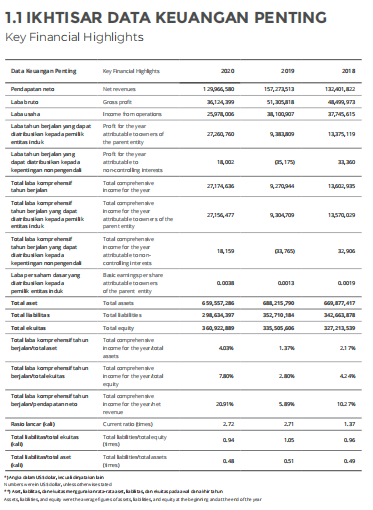 1.1 IKHTISAR DATA KEUANGAN PENTING
Key Financial Highlights
Data Keuangan Penting Key Financial Highlights 2020 2019 2018
Pendapatan neto Net revenues 129,966,580 157,273,513 132,401,822
Laba bruto Gross profit 36,124,399 51,305,818 48,499,973
Laba usaha Income from operations 25,978,006 38,100,907 37,745,615
Laba tahun berjalan yang dapat Profit for the year
diatribusikan kepada pemilik attributable to owners of 27,260,760 9,383,809 13,375,119
entitas induk the parent entity
Laba tahun berjalan yang Profit for the year
dapat diatribusikan kepada attributable to 18,002 (35,175) 33,360
kepentingan nonpengendali non-controlling interests
Total laba komprehensif Total comprehensive 27,174,636 9,270,944 13,602,935
tahun berjalan income for the year
Total laba komprehensif Total comprehensive
tahun berjalan yang dapat income for the year 27,156,477 9,304,709 13,570,029
diatribusikan kepada pemilik attributable to owners of the
entitas induk parent entity
Total laba komprehensif Total comprehensive
tahun berjalan yang dapat income for the year 18,159 (33,765) 32,906
diatribusikan kepada attributable to non-
kepentingan nonpengendali controlling interests
Laba per saham dasar yang Basic earnings per share
diatribusikan kepada attributable to owners 0.0038 0.0013 0.0019
pemilik entitas induk of the parent entity
Total aset Total assets 659,557,286 688,215,790 669,877,417
Total liabilitas Total liabilities 298,634,397 352,710,184 342,663,878
Total ekuitas Total equity 360,922,889 335,505,606 327,213,539
Total laba komprehensif tahun Total comprehensive
berjalan/total aset income for the year/total 4.03% 1.37% 2.17%
assets
Total laba komprehensif tahun Total comprehensive
berjalan/total ekuitas income for the year/total 7.80% 2.80% 4.24%
equity
Total laba komprehensif tahun Total comprehensive
berjalan/pendapatan neto income for the year/net 20.91% 5.89% 10.27%
revenue
Rasio lancar (kali) Current ratio (times) 2.72 2.71 1.37
Total liabilitas/total ekuitas Total liabilities/total equity 0.94 1.05 0.96
(kali) (times)
Total liabilitas/total aset Total liabilities/total assets 0.48 0.51 0.49
(kali) (times)
*) Angka dalam US$ dolar, kecuali dinyatakan lain
Numbers were in US$ dollar, unless otherwise stated
**) Aset, liabilitas, dan ekuitas menggunakan rata-rata aset, liabilitas, dan ekuitas pada awal dan akhir tahun
Assets, liabilities, and equity were the average figures of assets, liabilities, and equity at the beginning and at the end of the year